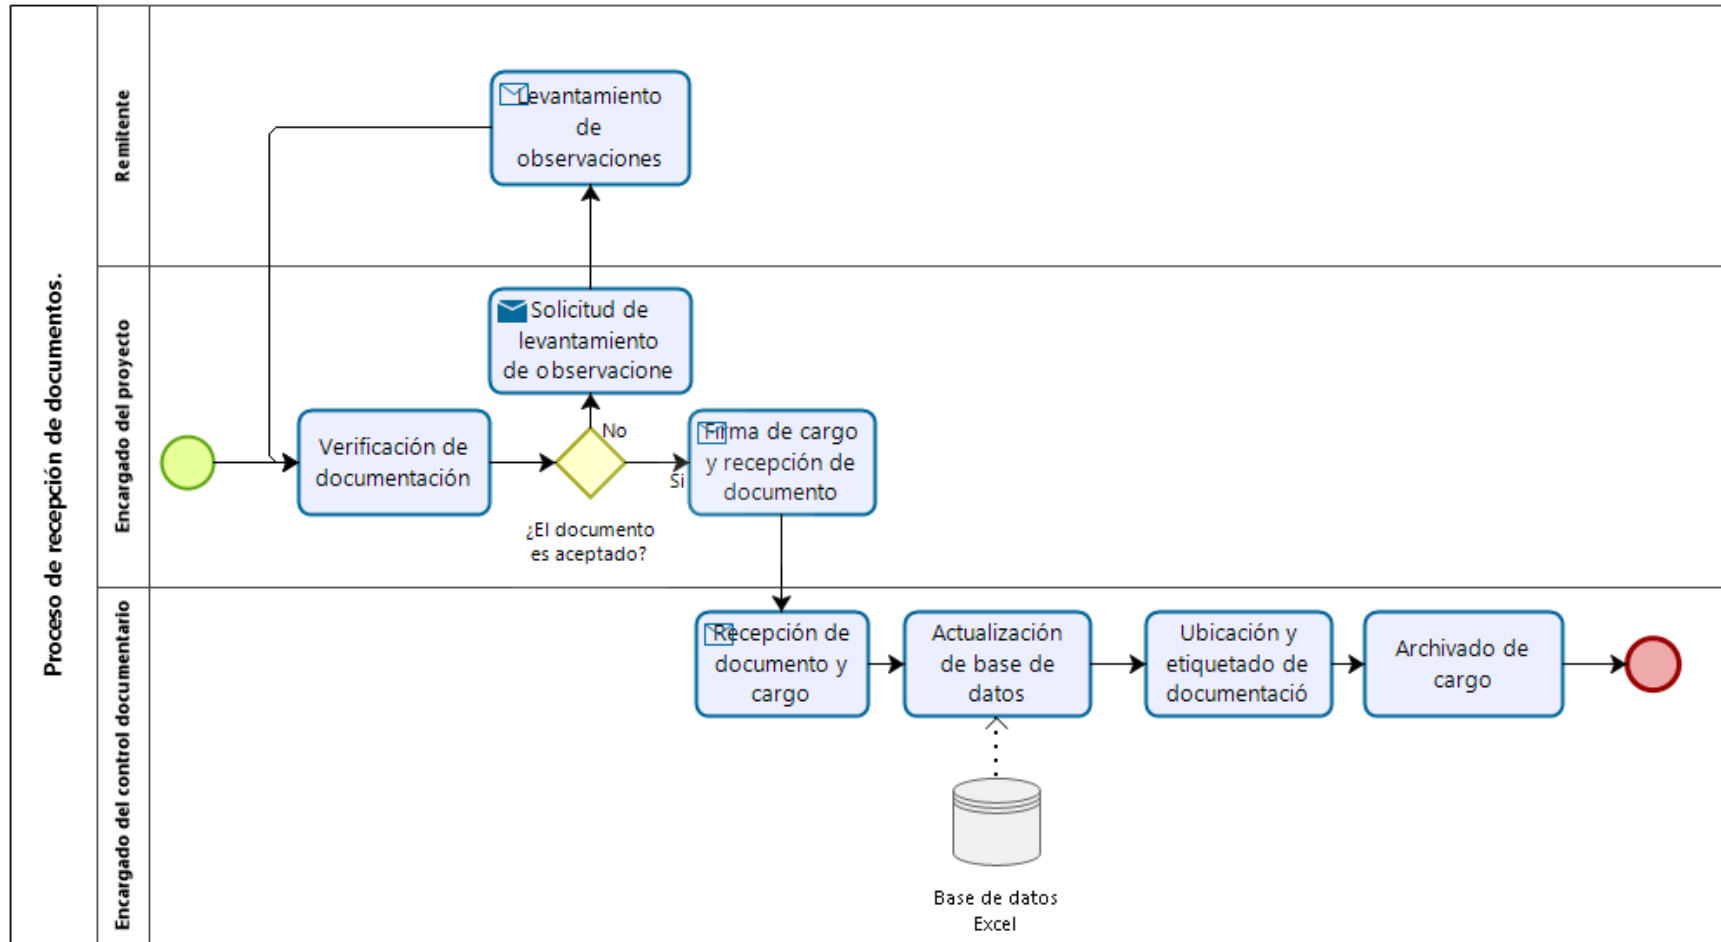 Proceso de recepción de documentos.
Remitente
Levantamiento
de
observaciones
Encargado del proyecto
Solicitud de
levantamiento
de observacione
No
Verificación de
documentación
Si
¿El documento
es aceptado?
Firma de cargo
y recepción de
documento
Encargado del control documentario
Recepción de
documento y
cargo
Actualización
de base de
datos
Ubicación y
etiquetado de
documentació
Archivado de
cargo
Base de datos
Excel